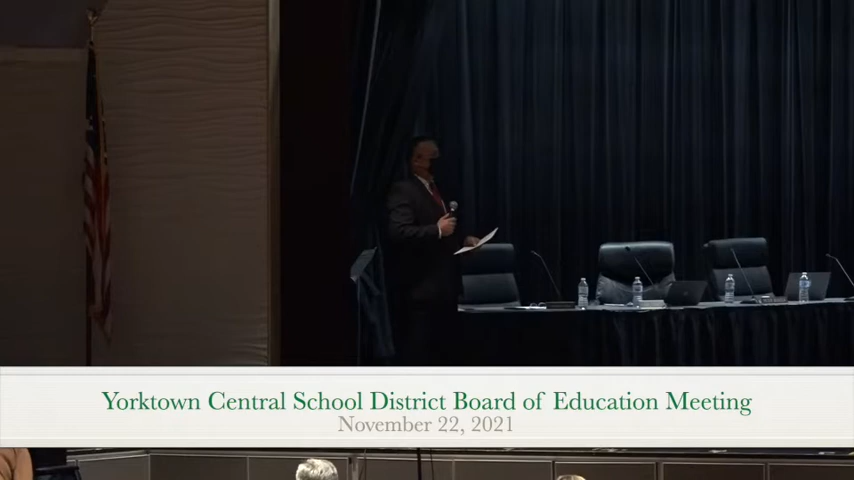 Yorktown Central School District Board of Education Meeting
November 22, 2021